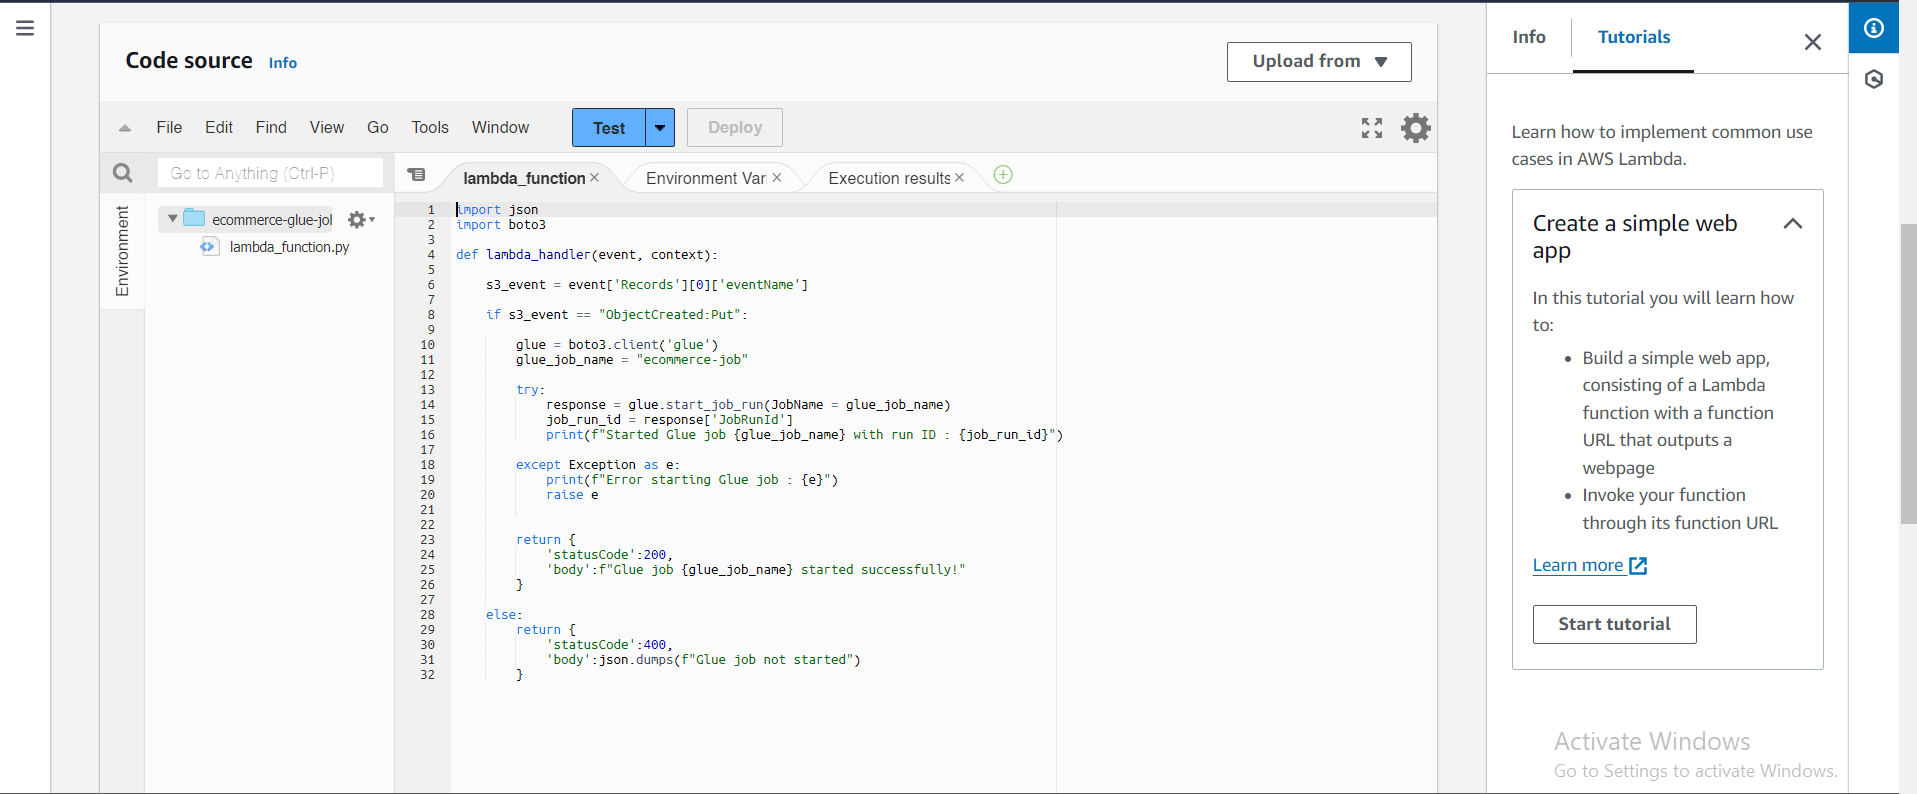 Code source Info
Upload from
File Edit Find View Go Tools Window Test Deploy
Go to Anything (Ctrl-P)
Environment
ecommerce-glue-jol
lambda_function.py
lambda_function Environment Vari Execution results
1 import json
2 import boto3
3
4 def lambda_handler(event, context):
5
6 s3_event = event['Records'][0]['eventName']
7
8 if s3_event == "ObjectCreated:Put":
9
10 glue = boto3.client('glue')
11 glue_job_name = "ecommerce-job"
12
13 try:
14 response = glue.start_job_run(JobName = glue_job_name)
15 job_run_id = response['JobRunId']
16 print(f"Started Glue job {glue_job_name} with run ID : {job_run_id}")
17
18 except Exception as e:
19 print(f"Error starting Glue job : {e}")
20 raise e
21
22
23 return {
24 'statusCode':200,
25 'body':f"Glue job {glue_job_name} started successfully!"
26 }
27
28 else:
29 return {
30 'statusCode':400,
31 'body':json.dumps(f"Glue job not started")
32 }
Info Tutorials
Learn how to implement common use
cases in AWS Lambda.
Create a simple web
app
In this tutorial you will learn how
to:
• Build a simple web app,
consisting of a Lambda
function with a function
URL that outputs a
webpage
• Invoke your function
through its function URL
Learn more
Start tutorial
Activate Windows
Go to Settings to activate Windows.